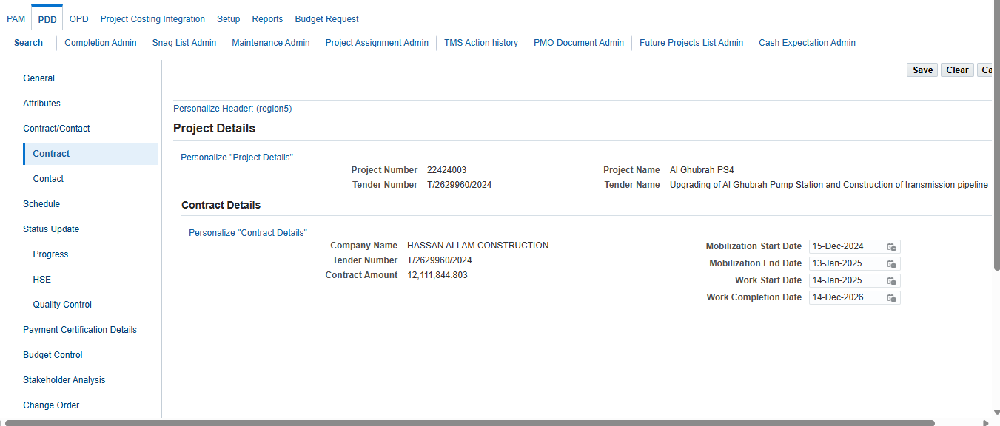 PAM PDD OPD Project Costing Integration Setup Reports Budget Request
Search Completion Admin Snag List Admin Maintenance Admin Project Assignment Admin TMS Action history PMO Document Admin Future Projects List Admin Cash Expectation Admin
Save Clear Ca
General
Attributes
Contract/Contact
Contract
Contact
Schedule
Status Update
Progress
HSE
Quality Control
Payment Certification Details
Budget Control
Stakeholder Analysis
Change Order
Personalize Header: (region5)
Project Details
Personalize "Project Details"
Project Number 22424003 Project Name Al Ghubrah PS4
Tender Number T/2629960/2024 Tender Name Upgrading of Al Ghubrah Pump Station and Construction of transmission pipeline
Contract Details
Personalize "Contract Details"
Company Name HASSAN ALLAM CONSTRUCTION Mobilization Start Date 15-Dec-2024
Tender Number T/2629960/2024 Mobilization End Date 13-Jan-2025
Contract Amount 12,111,844.803 Work Start Date 14-Jan-2025
Work Completion Date 14-Dec-2026